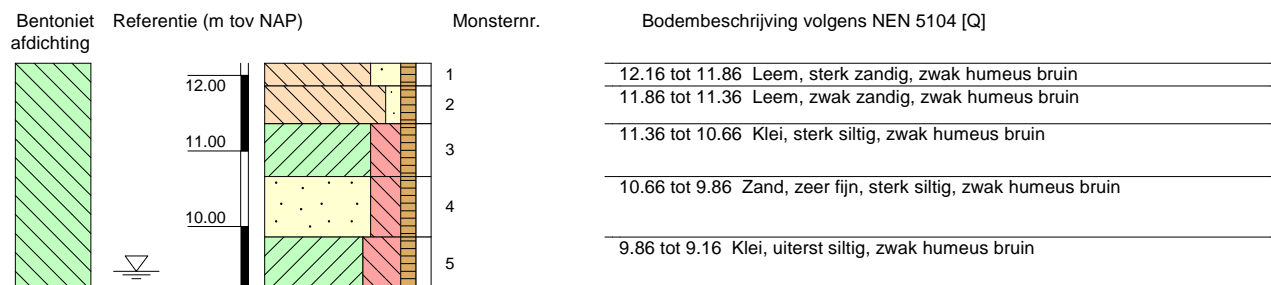 Bentoniet Referentie (m tov NAP) Monsternr. Bodembeschrijving volgens NEN 5104 [Q]
afdichting
1 12.16 tot 11.86 Leem, sterk zandig, zwak humeus bruin
12.00
2 11.86 tot 11.36 Leem, zwak zandig, zwak humeus bruin
11.00
3 11.36 tot 10.66 Klei, sterk siltig, zwak humeus bruin
10.66 tot 9.86 Zand, zeer fijn, sterk siltig, zwak humeus bruin
4
10.00
9.86 tot 9.16 Klei, uiterst siltig, zwak humeus bruin
5